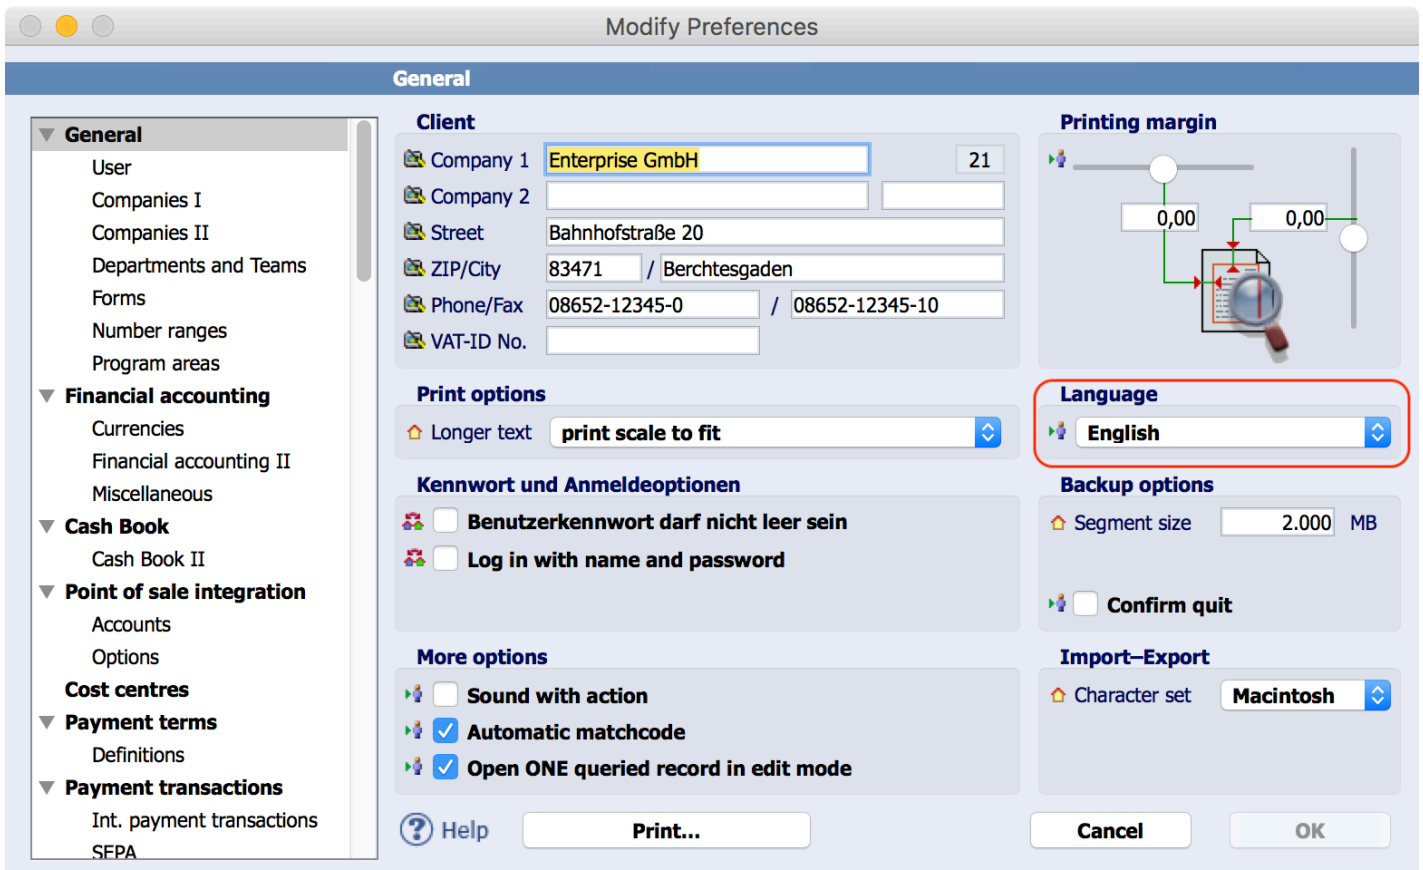 Modify Preferences
General
General
User
Companies I
Companies II
Departments and Teams
Forms
Number ranges
Program areas
Financial accounting
Currencies
Financial accounting II
Miscellaneous
Cash Book
Cash Book II
Point of sale integration
Accounts
Options
Cost centres
Payment terms
Definitions
Payment transactions
Int. payment transactions
SEPA
Client
Company 1 Enterprise GmbH 21
Company 2
Street Bahnhofstraße 20
ZIP/City 83471 / Berchtesgaden
Phone/Fax 08652-12345-0 / 08652-12345-10
VAT-ID No.
Printing margin
0,00 0,00
Print options
Longer text print scale to fit
Language
English
Kennwort und Anmeldeoptionen
Benutzerkennwort darf nicht leer sein
Log in with name and password
Backup options
Segment size 2.000 MB
Confirm quit
More options
Sound with action
Automatic matchcode
Open ONE queried record in edit mode
Import–Export
Character set Macintosh
? Help
Print...
Cancel
OK